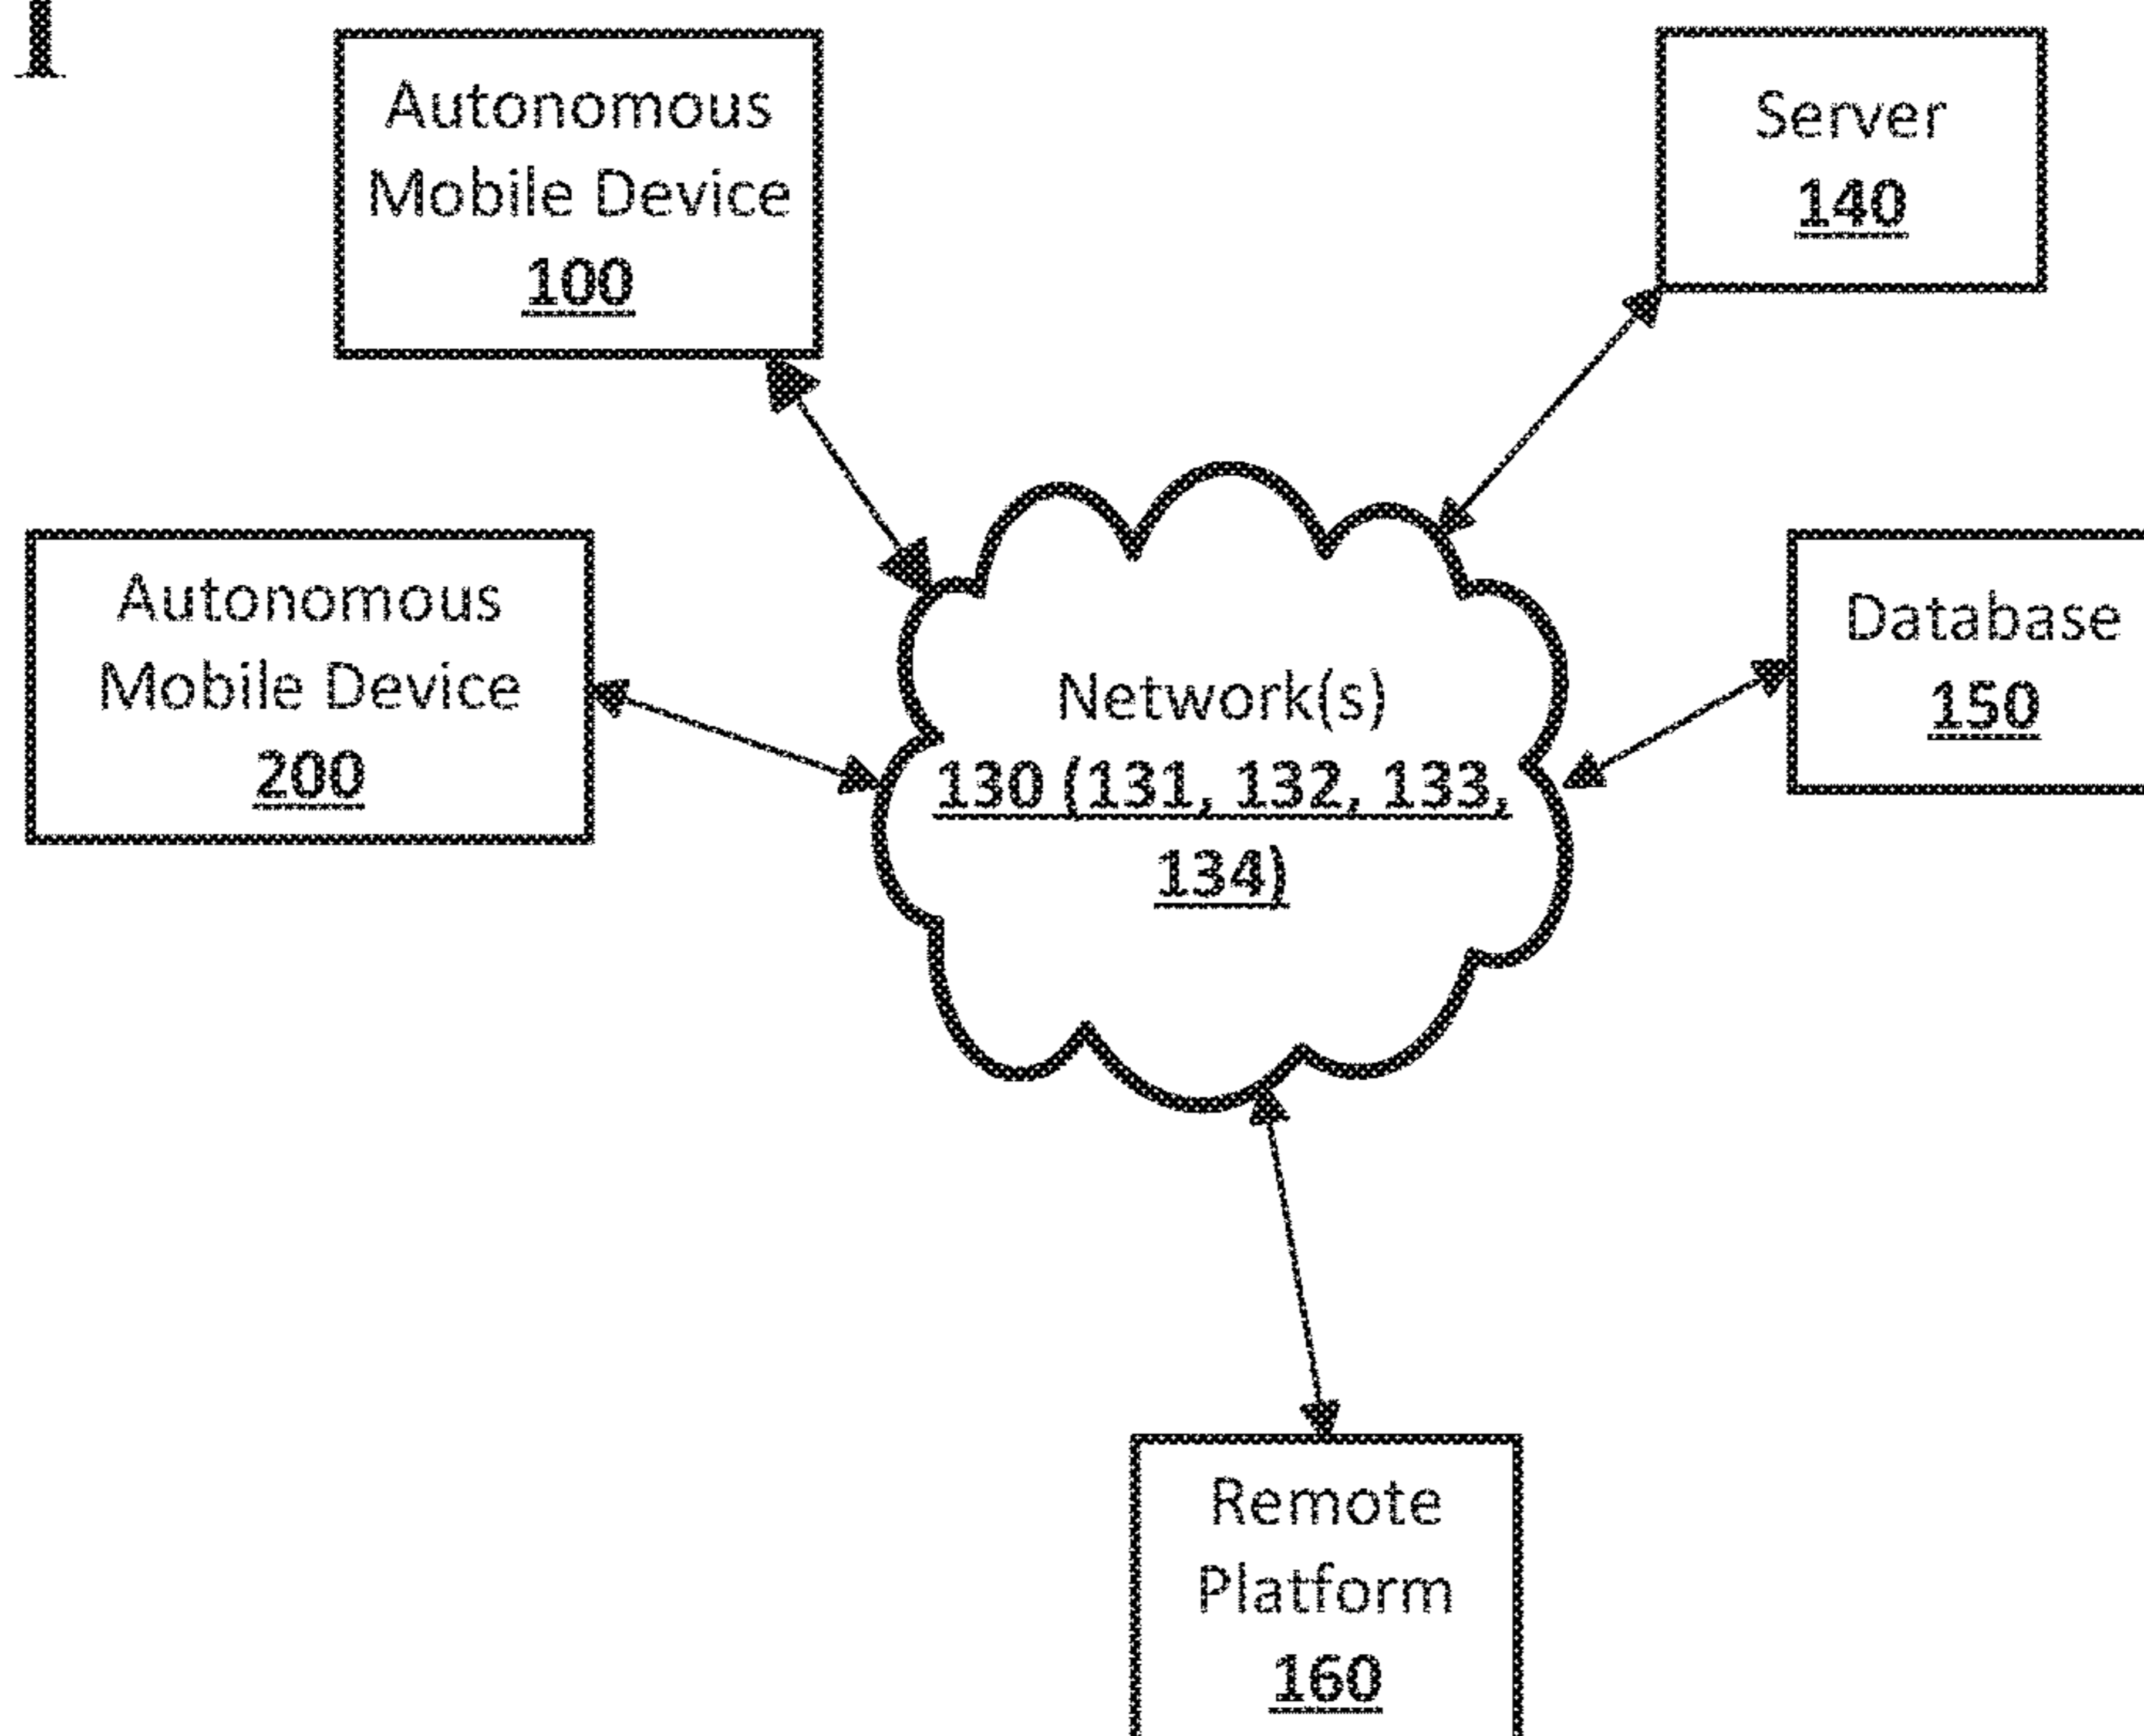 Autonomous
Mobile Device
100
Server
140
Autonomous
Mobile Device
200
Network(s)
130 (131, 132, 133,
134)
Database
150
Remote
Platform
160